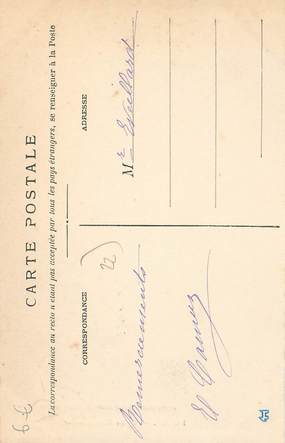 CARTE POSTALE
La correspondance au recto n'étant pas acceptée par tous les pays étrangers, se renseigner à la Poste
CORRESPONDANCE
22
Remerciements
ADRESSE
Mr
6 €